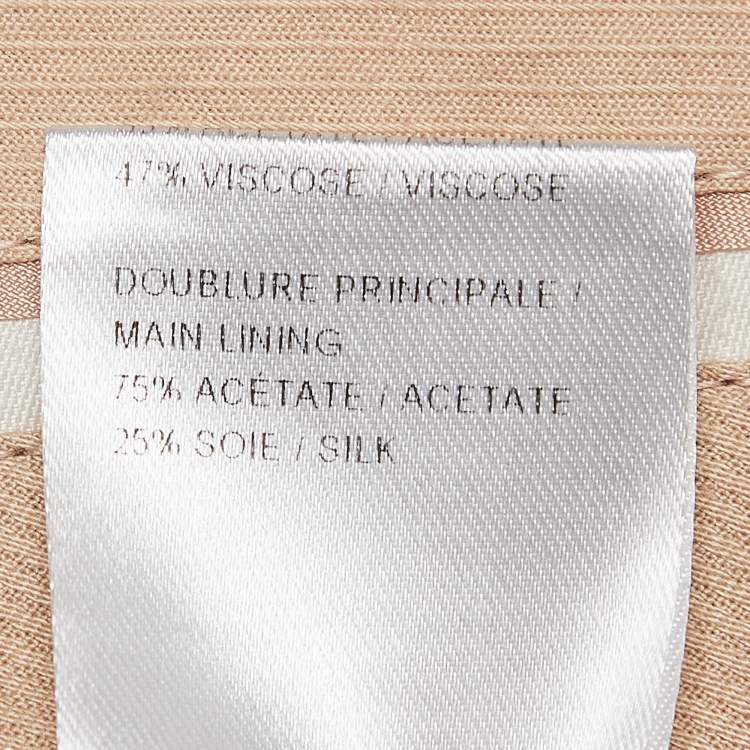 47% VISCOSE / VISCOSE
DOUBLURE PRINCIPALE /
MAIN LINING
75% ACÉTATE / ACETATE
25% SOIE / SILK